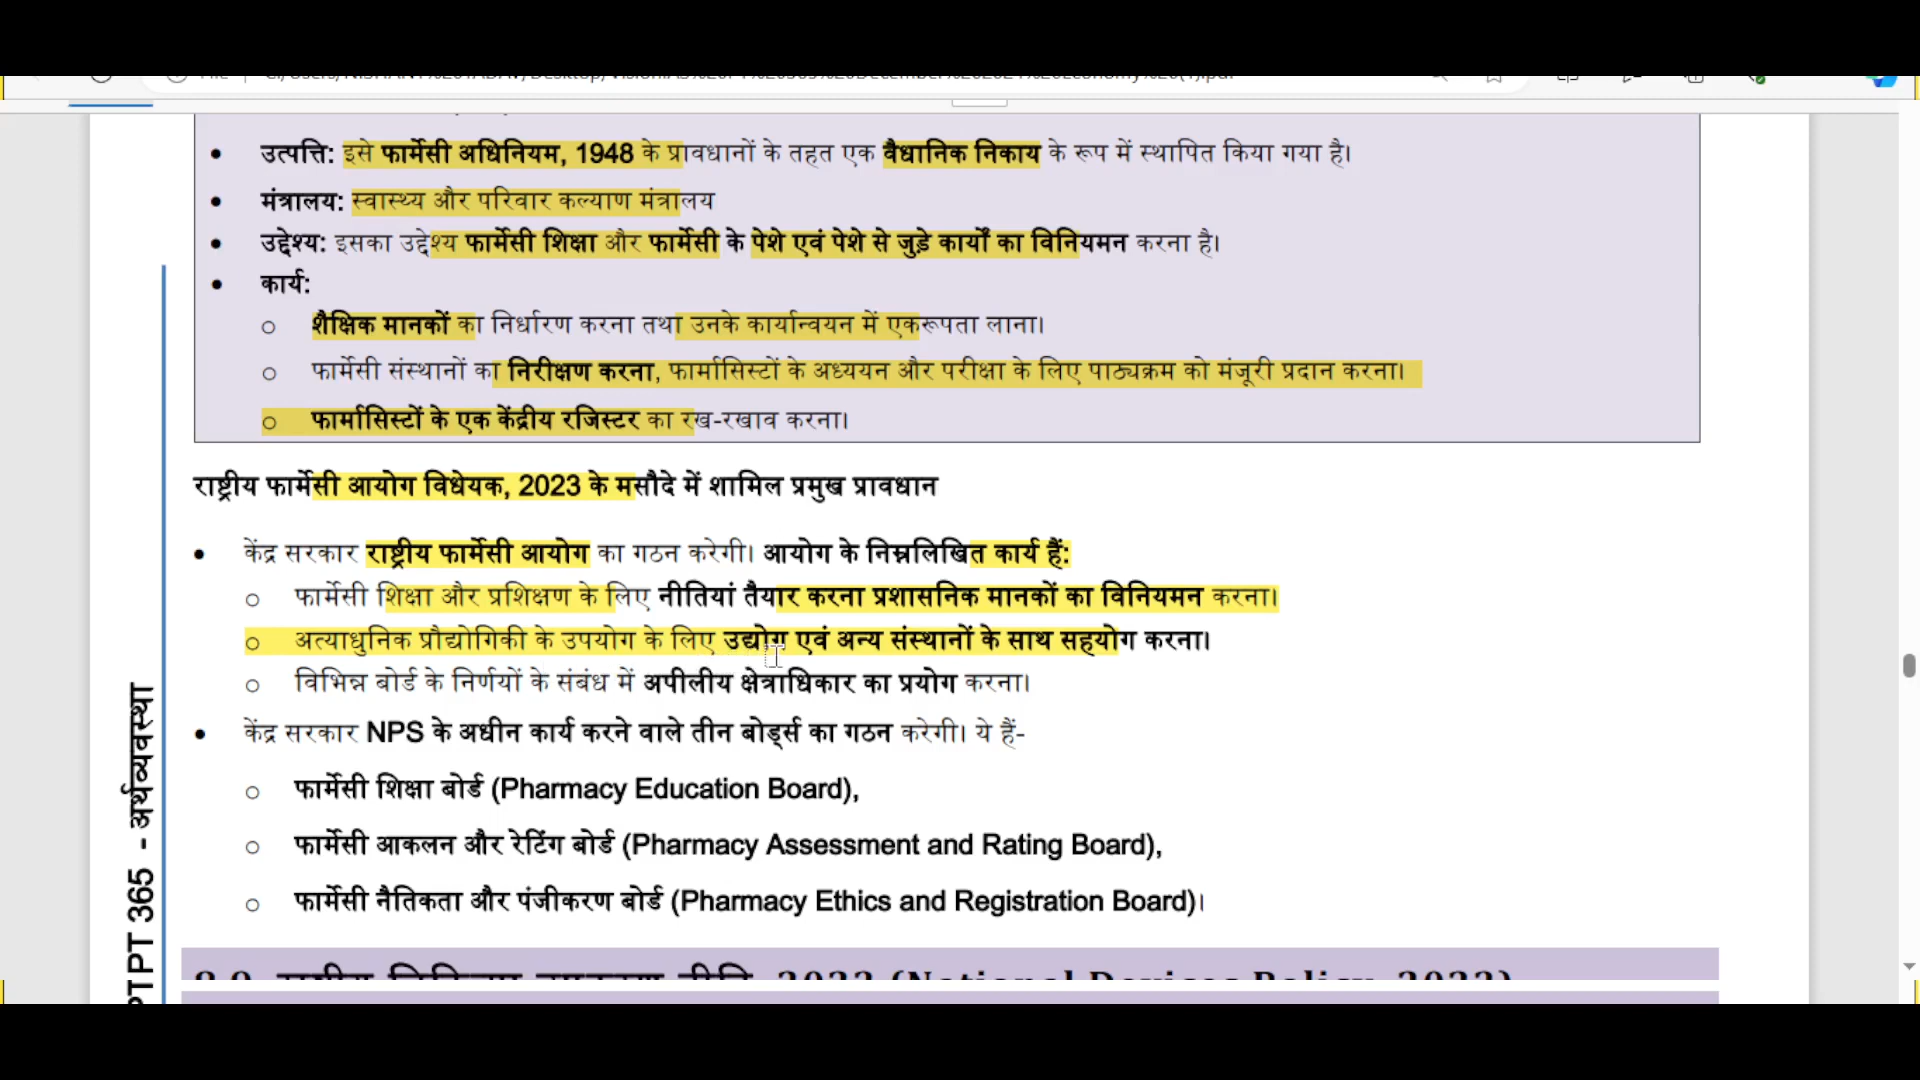 • उत्पत्ति: इसे फार्मेसी अधिनियम, 1948 के प्रावधानों के तहत एक वैधानिक निकाय के रूप में स्थापित किया गया है।
• मंत्रालय: स्वास्थ्य और परिवार कल्याण मंत्रालय
• उद्देश्य: इसका उद्देश्य फार्मेसी शिक्षा और फार्मेसी के पेशे एवं पेशे से जुड़े कार्यों का विनियमन करना है।
• कार्य:
○ शैक्षिक मानकों का निर्धारण करना तथा उनके कार्यान्वयन में एकरूपता लाना।
○ फार्मेसी संस्थानों का निरीक्षण करना, फार्मासिस्टों के अध्ययन और परीक्षा के लिए पाठ्यक्रम को मंजूरी प्रदान करना।
○ फार्मासिस्टों के एक केंद्रीय रजिस्टर का रख-रखाव करना।
राष्ट्रीय फार्मेसी आयोग विधेयक, 2023 के मसौदे में शामिल प्रमुख प्रावधान
• केंद्र सरकार राष्ट्रीय फार्मेसी आयोग का गठन करेगी। आयोग के निम्नलिखित कार्य हैं:
○ फार्मेसी शिक्षा और प्रशिक्षण के लिए नीतियां तैयार करना प्रशासनिक मानकों का विनियमन करना।
○ अत्याधुनिक प्रौद्योगिकी के उपयोग के लिए उद्योग एवं अन्य संस्थानों के साथ सहयोग करना।
○ विभिन्न बोर्ड के निर्णयों के संबंध में अपीलीय क्षेत्राधिकार का प्रयोग करना।
• केंद्र सरकार NPS के अधीन कार्य करने वाले तीन बोर्ड्स का गठन करेगी। ये हैं-
○ फार्मेसी शिक्षा बोर्ड (Pharmacy Education Board),
○ फार्मेसी आकलन और रेटिंग बोर्ड (Pharmacy Assessment and Rating Board),
○ फार्मेसी नैतिकता और पंजीकरण बोर्ड (Pharmacy Ethics and Registration Board)।
PT 365 - अर्थव्यवस्था